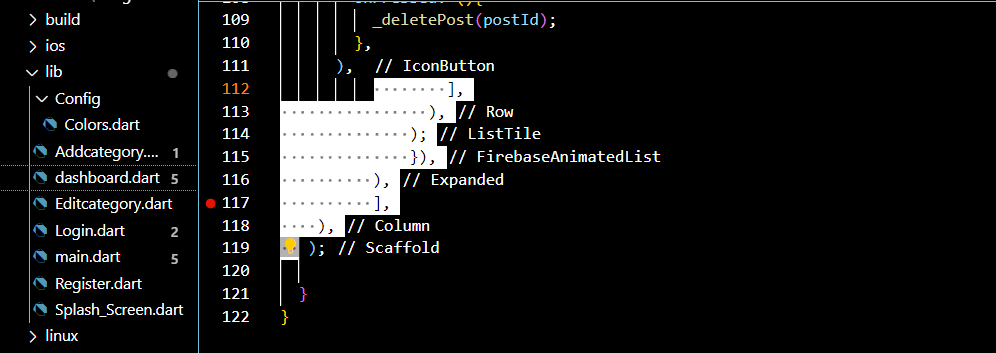 build
ios
lib
Config
Colors.dart
Addcategory.... 1
dashboard.dart 5
Editcategory.dart
Login.dart 2
main.dart 5
Register.dart
Splash_Screen.dart
linux
109 _deletePost(postId);
110 },
111 ), // IconButton
112 ],
113 ), // Row
114 ); // ListTile
115 }), // FirebaseAnimatedList
116 ), // Expanded
117 ],
118 ), // Column
119 ); // Scaffold
120
121 }
122 }